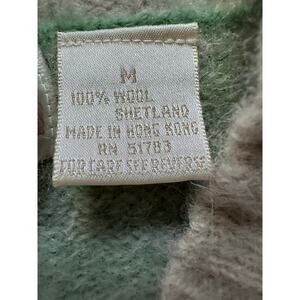 M
100% WOOL
SHETLAND
MADE IN HONG KONG
RN 51783
FOR CARE SEE REVERSE